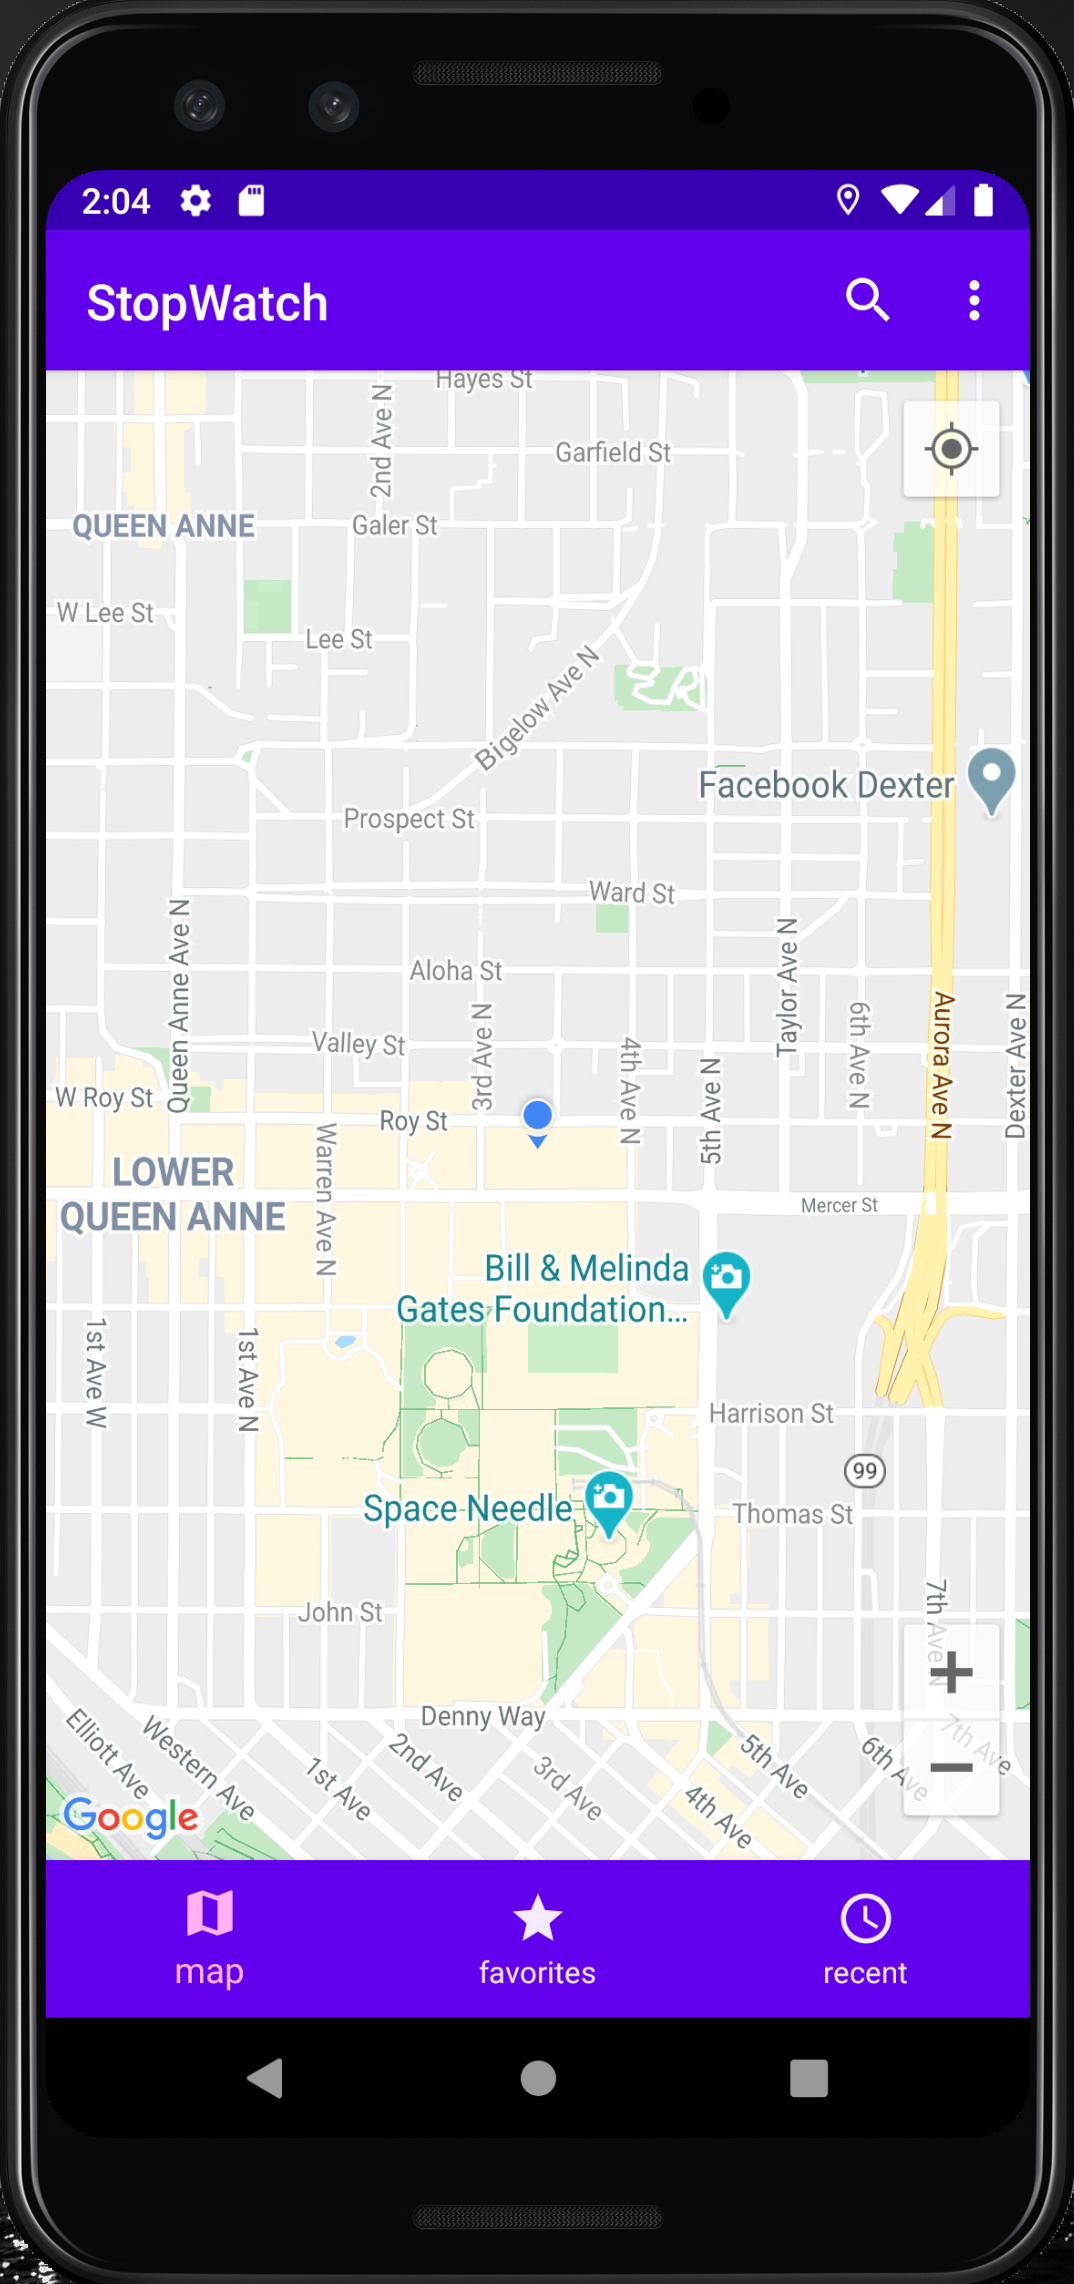 2:04
StopWatch
Hayes St
2nd Ave N
Garfield St
QUEEN ANNE
Galer St
W Lee St
Lee St
Bigelow Ave N
Facebook Dexter
Prospect St
Ward St
Queen Anne Ave N
Taylor Ave N
Aloha St
3rd Ave N
6th Ave N
Aurora Ave N
Dexter Ave N
Valley St
4th Ave N
5th Ave N
W Roy St
Roy St
Warren Ave N
LOWER
QUEEN ANNE
Mercer St
Bill & Melinda
Gates Foundation...
1st Ave W
1st Ave N
Harrison St
99
Space Needle
Thomas St
7th Ave N
John St
Denny Way
Elliott Ave
Western Ave
1st Ave
2nd Ave
3rd Ave
4th Ave
5th Ave
6th Ave
7th Ave
Google
map
favorites
recent